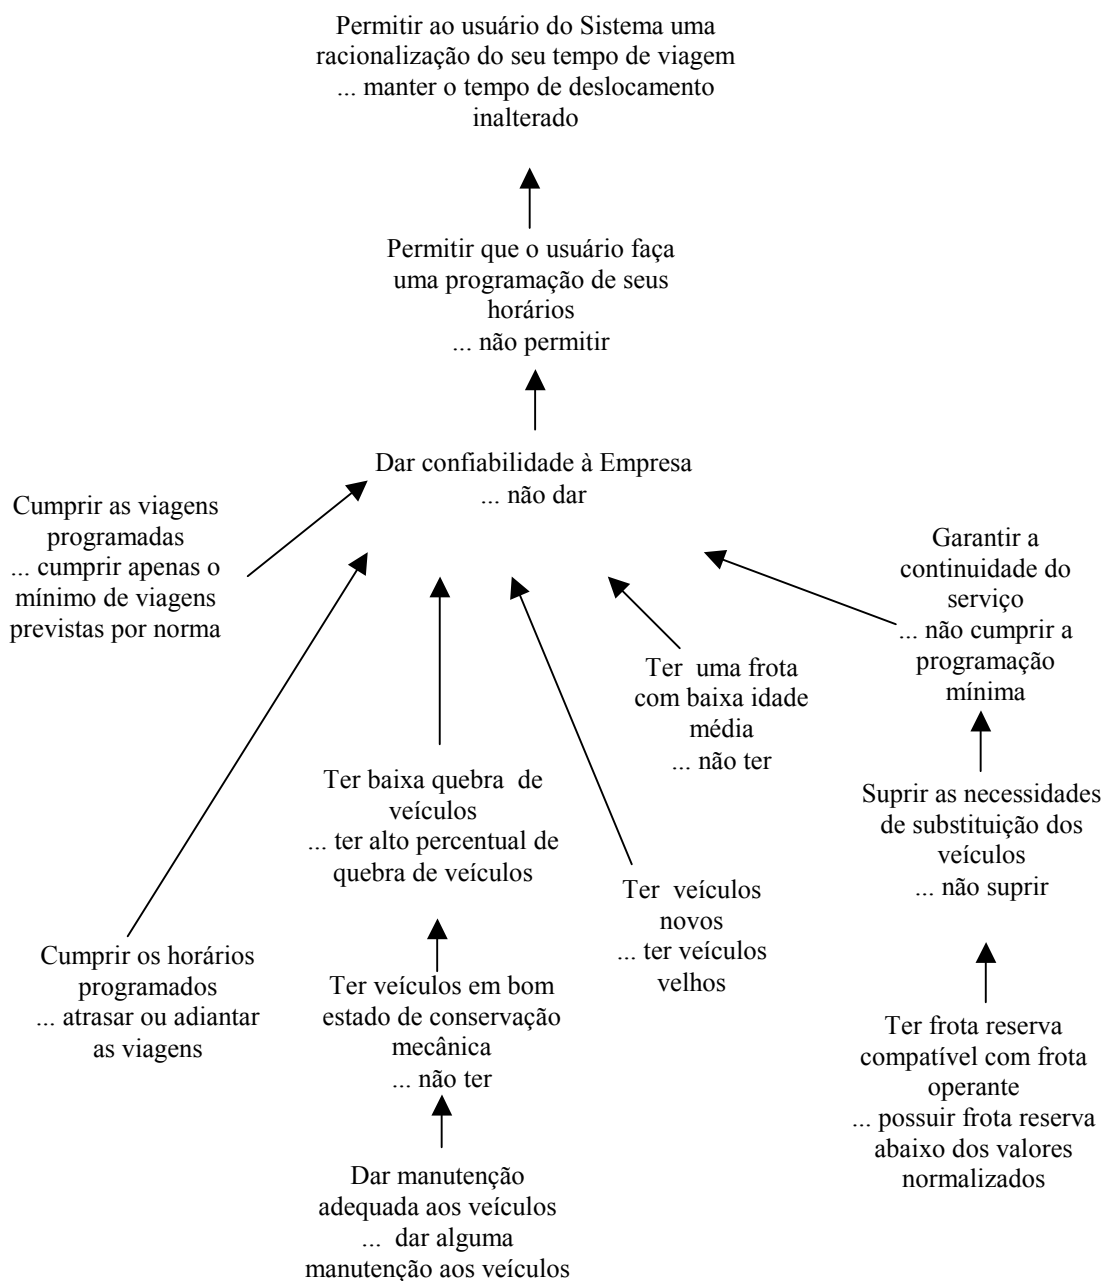 Permitir ao usuário do Sistema uma
racionalização do seu tempo de viagem
... manter o tempo de deslocamento
inalterado
Permitir que o usuário faça
uma programação de seus
horários
... não permitir
Dar confiabilidade à Empresa
... não dar
Cumprir as viagens
programadas
... cumprir apenas o
mínimo de viagens
previstas por norma
Garantir a
continuidade do
serviço
... não cumprir a
programação
mínima
Ter uma frota
com baixa idade
média
... não ter
Ter baixa quebra de
veículos
... ter alto percentual de
quebra de veículos
Suprir as necessidades
de substituição dos
veículos
... não suprir
Ter veículos
novos
... ter veículos
velhos
Cumprir os horários
programados
... atrasar ou adiantar
as viagens
Ter veículos em bom
estado de conservação
mecânica
... não ter
Ter frota reserva
compatível com frota
operante
... possuir frota reserva
abaixo dos valores
normalizados
Dar manutenção
adequada aos veículos
... dar alguma
manutenção aos veículos